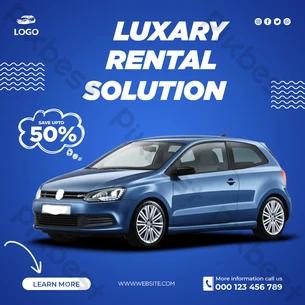 LOGO
LUXARY
RENTAL
SOLUTION
SAVE UPTO
50%
LEARN MORE
WWW.WEBSITE.COM
More information call us
000 123 456 789